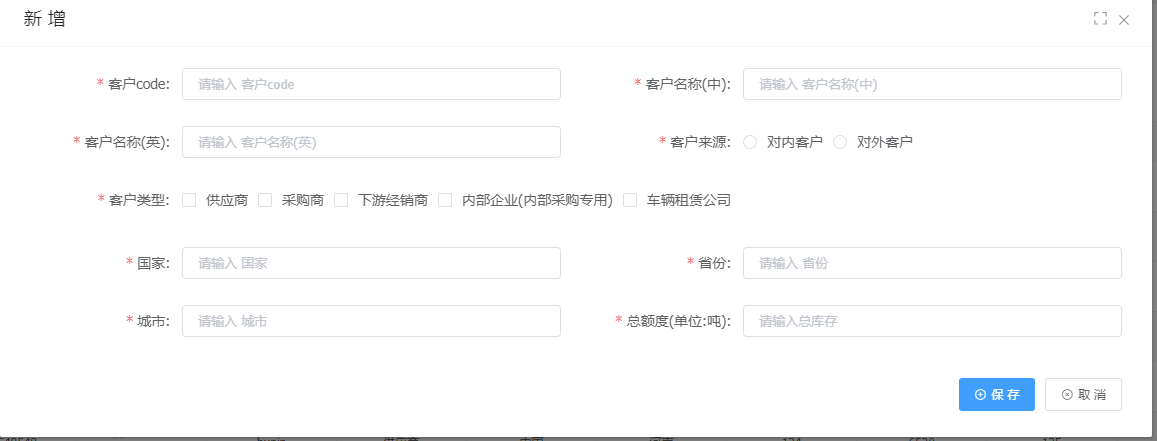 新 增
* 客户code: 请输入 客户code * 客户名称(中): 请输入 客户名称(中)
* 客户名称(英): 请输入 客户名称(英) * 客户来源: 对内客户 对外客户
* 客户类型: 供应商 采购商 下游经销商 内部企业(内部采购专用) 车辆租赁公司
* 国家: 请输入 国家 * 省份: 请输入 省份
* 城市: 请输入 城市 * 总额度(单位:吨): 请输入总库存
保 存 取 消